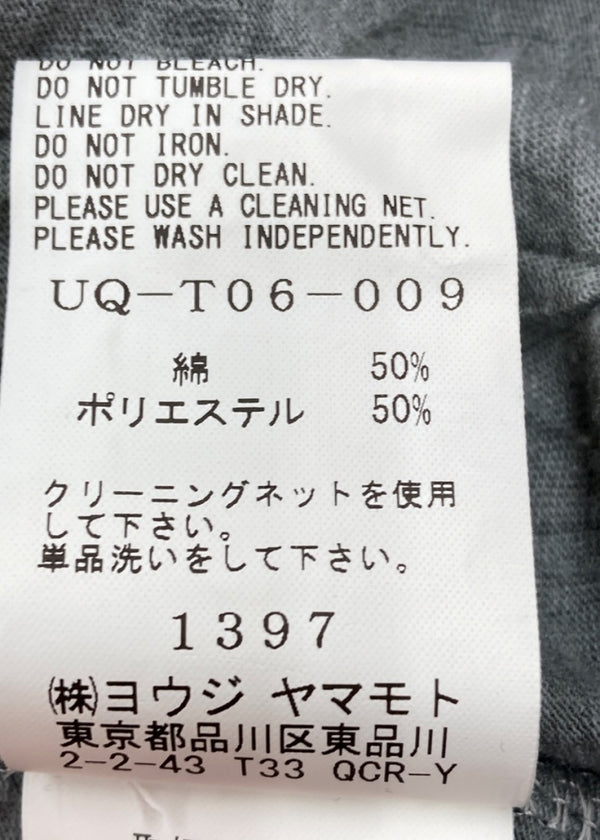 DO NOT BLEACH.
DO NOT TUMBLE DRY.
LINE DRY IN SHADE.
DO NOT IRON.
DO NOT DRY CLEAN.
PLEASE USE A CLEANING NET.
PLEASE WASH INDEPENDENTLY.
UQ-T06-009
綿 50%
ポリエステル 50%
クリーニングネットを使用
して下さい。
単品洗いをして下さい。
1397
㈱ヨウジ ヤマモト
東京都品川区東品川
2-2-43 T33 QCR-Y